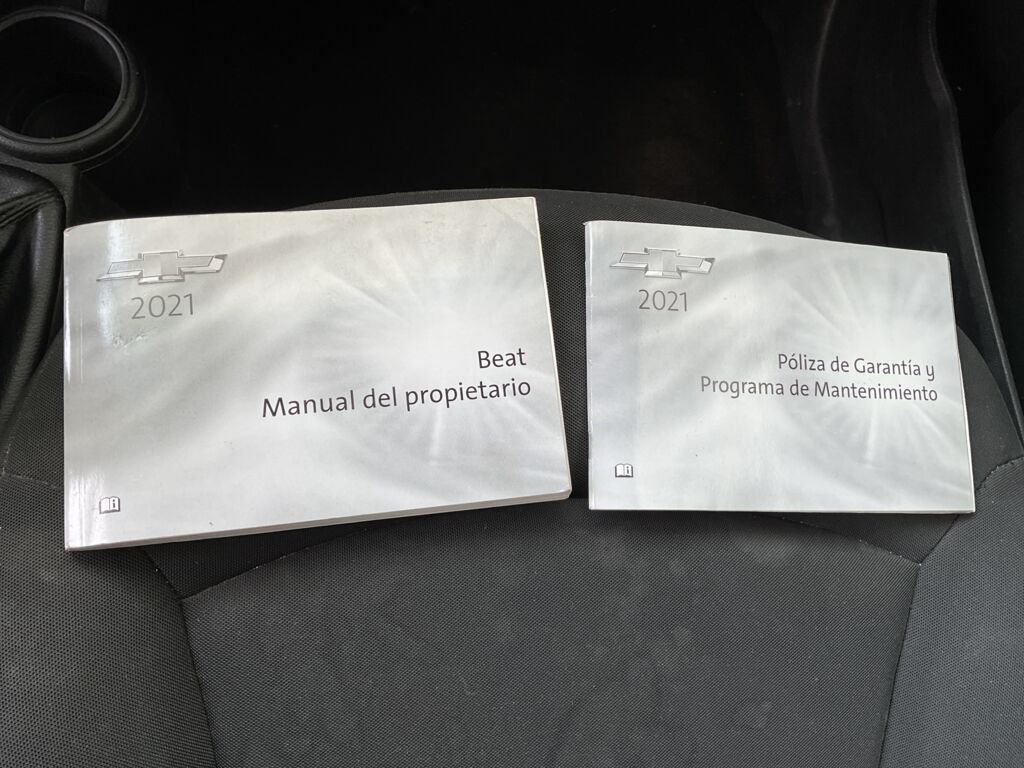 2021
Beat
Manual del propietario
2021
Póliza de Garantía y
Programa de Mantenimiento